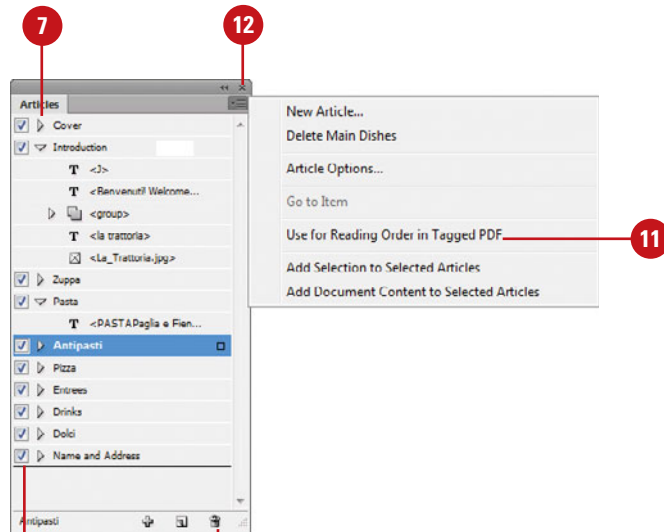 7
12
Articles
Cover
Introduction
T <J>
T <Benvenuti! Welcome...
<group>
T <la trattoria>
<La_Trattoria.jpg>
Zuppa
Pasta
T <PASTAPaglia e Fien...
Antipasti
Pizza
Entrees
Drinks
Dolci
Name and Address
Antipasti
New Article...
Delete Main Dishes
Article Options...
Go to Item
Use for Reading Order in Tagged PDF
11
Add Selection to Selected Articles
Add Document Content to Selected Articles